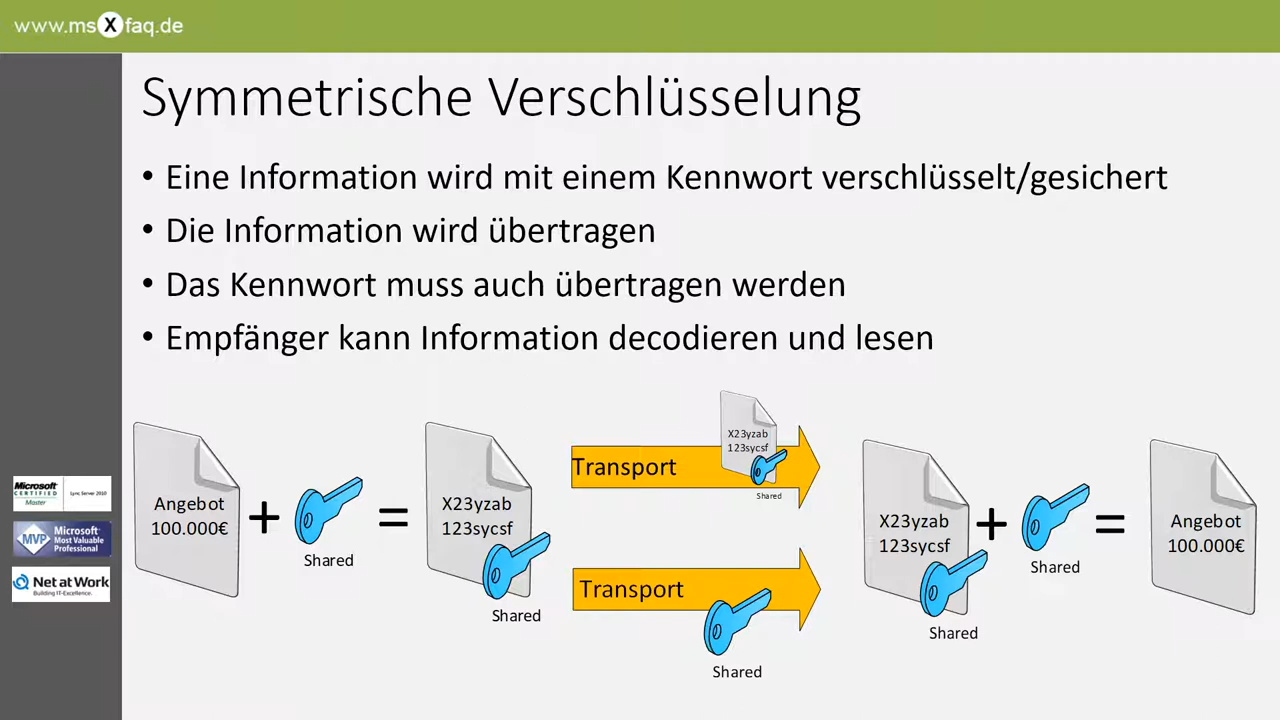 www.msXfaq.de
Symmetrische Verschlüsselung
• Eine Information wird mit einem Kennwort verschlüsselt/gesichert
• Die Information wird übertragen
• Das Kennwort muss auch übertragen werden
• Empfänger kann Information decodieren und lesen
Angebot
100.000€
+
Shared
=
X23yzab
123sycsf
Shared
Transport
X23yzab
123sycsf
Shared
Transport
Shared
X23yzab
123sycsf
Shared
+
Shared
=
Angebot
100.000€
Microsoft
CERTIFIED
Master
Lync Server 2010
MVP
Microsoft
Most Valuable
Professional
Net at Work
Building IT-Excellence.